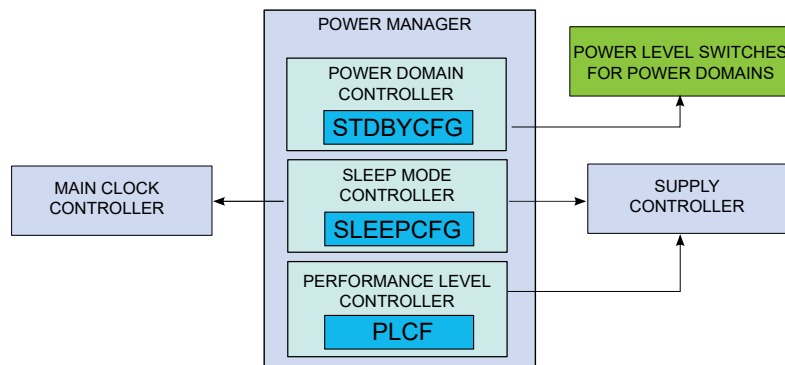 POWER MANAGER
POWER DOMAIN
CONTROLLER
STDBYCFG
POWER LEVEL SWITCHES
FOR POWER DOMAINS
MAIN CLOCK
CONTROLLER
SLEEP MODE
CONTROLLER
SLEEPCFG
SUPPLY
CONTROLLER
PERFORMANCE LEVEL
CONTROLLER
PLCF